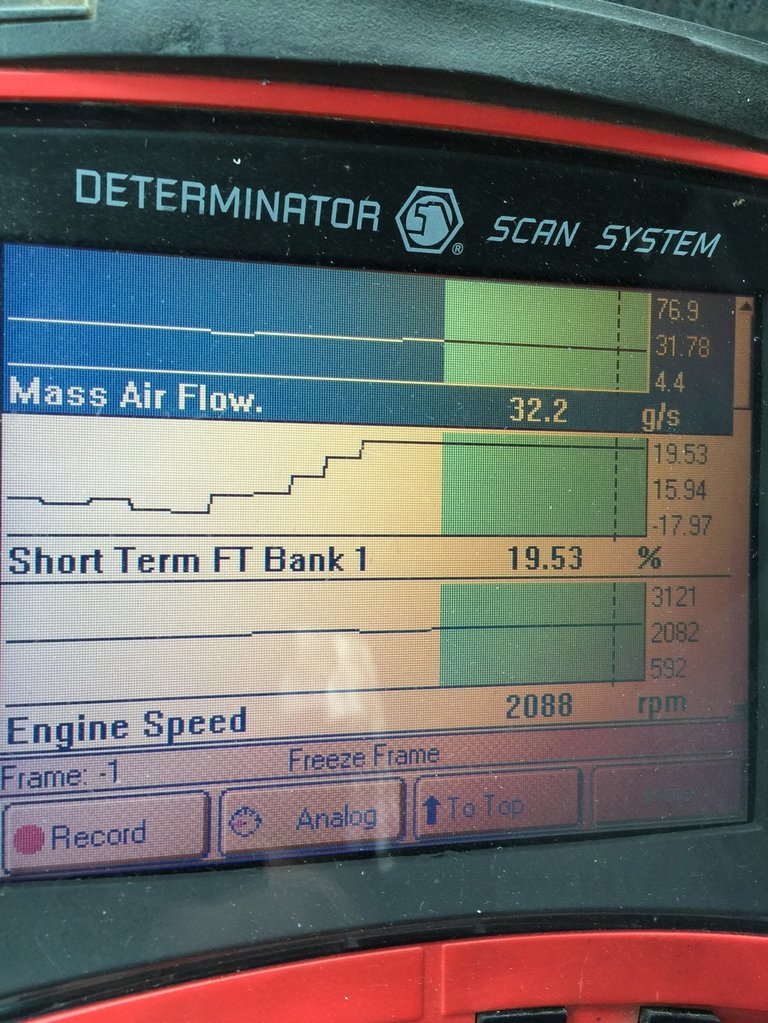 DETERMINATOR ® SCAN SYSTEM
76.9
31.78
4.4
Mass Air Flow. 32.2 g/s
19.53
15.94
-17.97
Short Term FT Bank 1 19.53 %
3121
2082
592
Engine Speed 2088 rpm
Frame: -1 Freeze Frame
Record Analog To Top